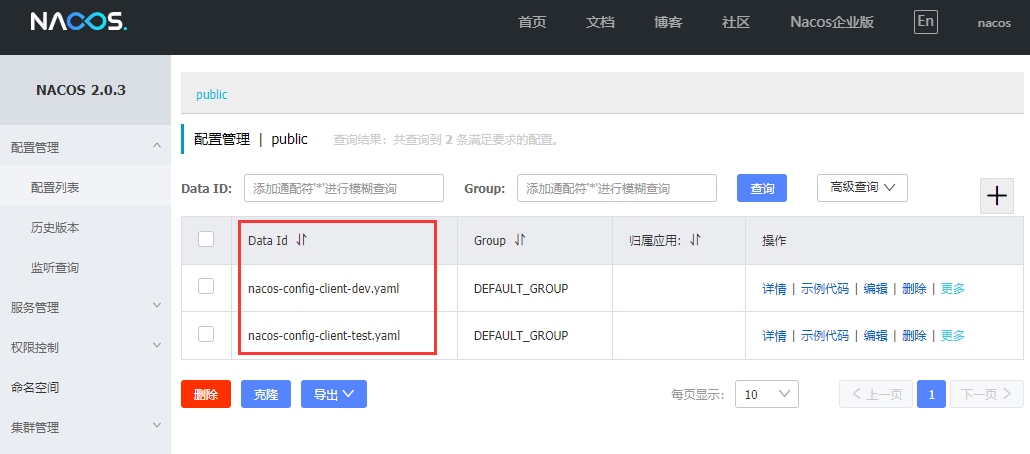 NACOS.
首页 文档 博客 社区 Nacos企业版 En nacos
NACOS 2.0.3
配置管理
配置列表
历史版本
监听查询
服务管理
权限控制
命名空间
集群管理
public
配置管理 | public 查询结果：共查询到 2 条满足要求的配置。
Data ID: 添加通配符'*'进行模糊查询 Group: 添加通配符'*'进行模糊查询 查询 高级查询
Data Id Group 归属应用: 操作
nacos-config-client-dev.yaml DEFAULT_GROUP 详情 | 示例代码 | 编辑 | 删除 | 更多
nacos-config-client-test.yaml DEFAULT_GROUP 详情 | 示例代码 | 编辑 | 删除 | 更多
删除 克隆 导出 每页显示: 10 上一页 1 下一页